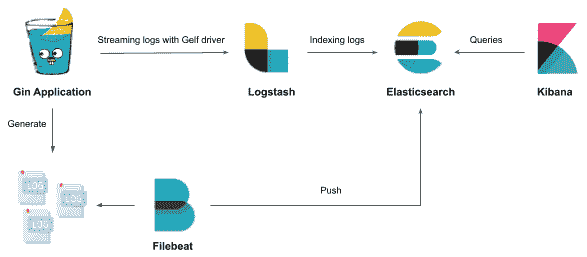 Streaming logs with Gelf driver
Indexing logs
Queries
Gin Application
Logstash
Elasticsearch
Kibana
Generate
Push
Filebeat